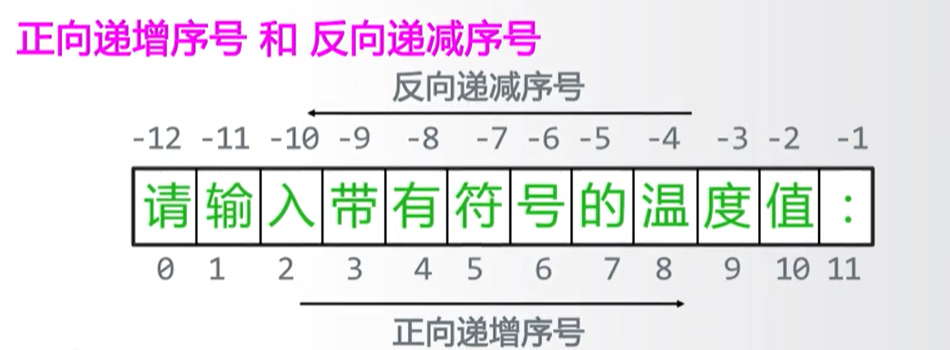 正向递增序号 和 反向递减序号
反向递减序号
-12 -11 -10 -9 -8 -7 -6 -5 -4 -3 -2 -1
请输入带有符号的温度值:
0 1 2 3 4 5 6 7 8 9 10 11
正向递增序号